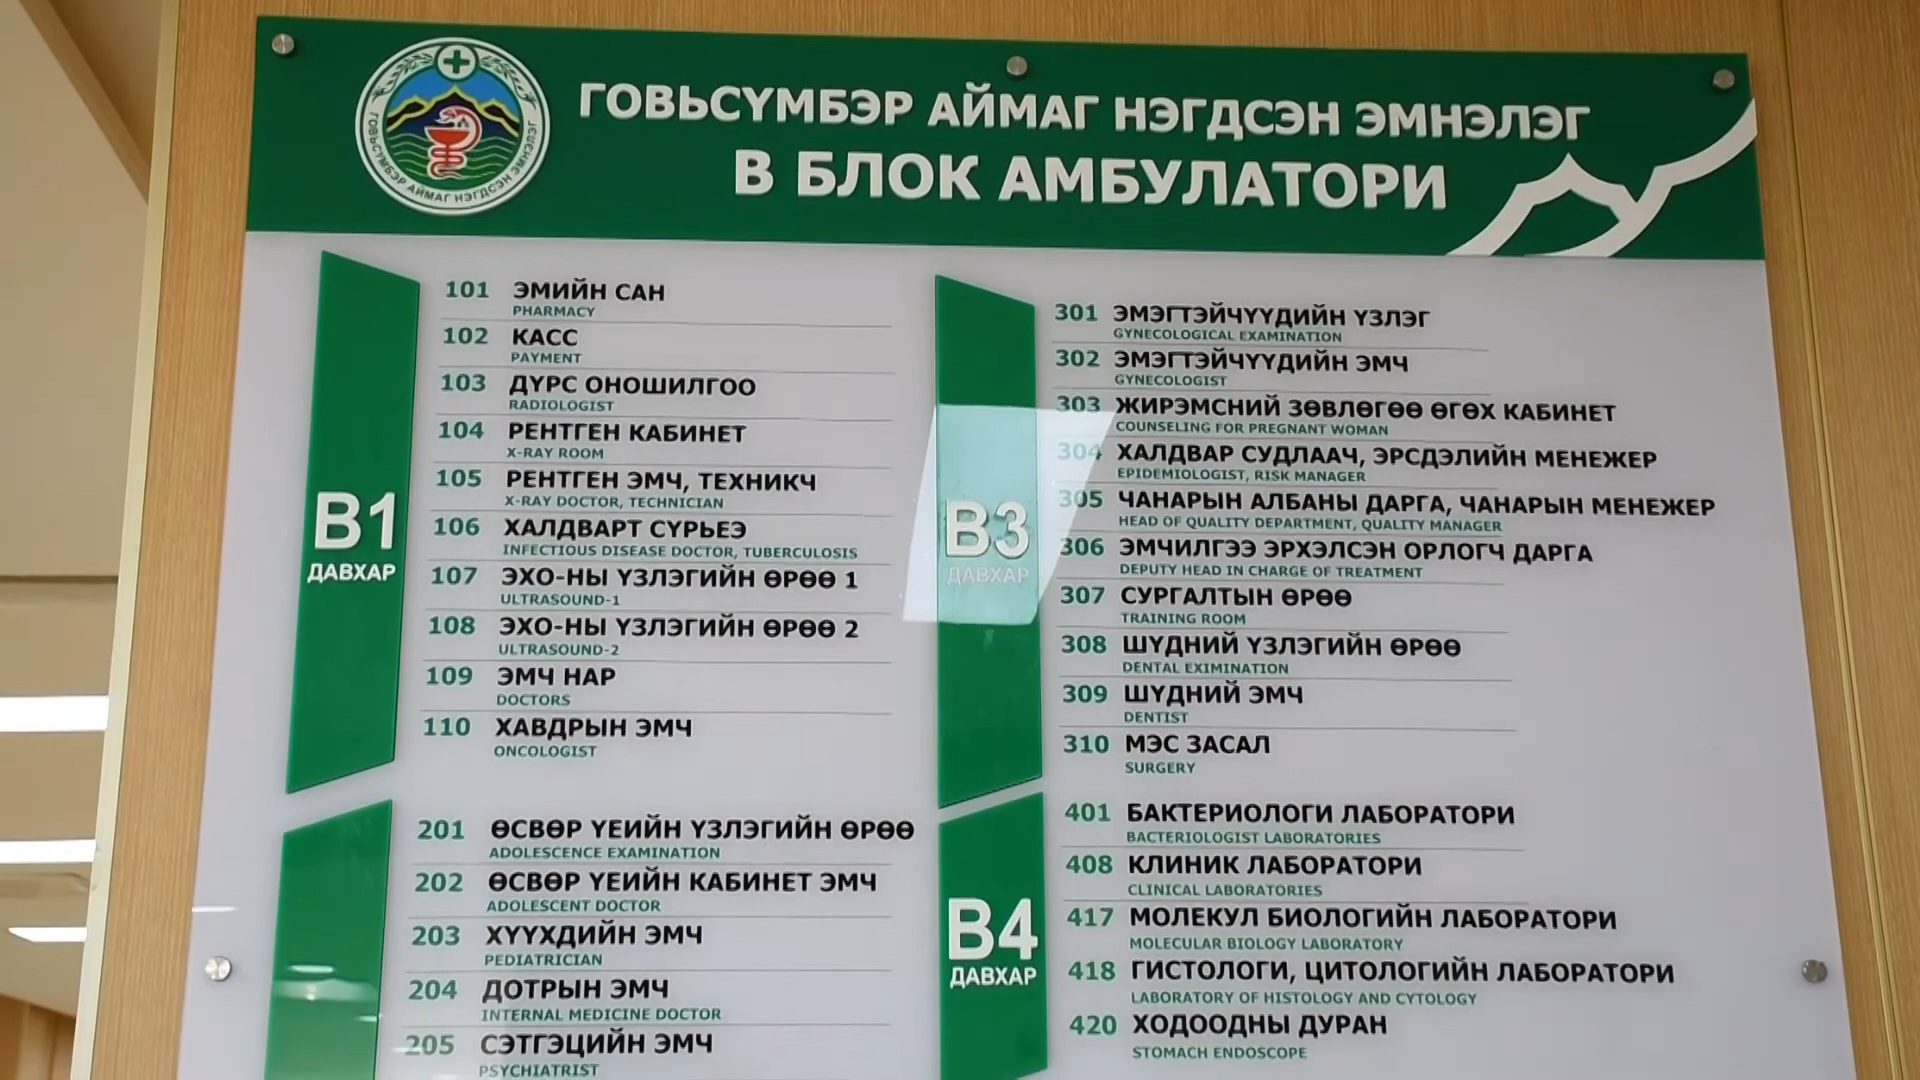 ГОВЬСҮМБЭР АЙМАГ НЭГДСЭН ЭМНЭЛЭГ
ГОВЬСҮМБЭР АЙМАГ НЭГДСЭН ЭМНЭЛЭГ
В БЛОК АМБУЛАТОРИ
B1
ДАВХАР
101 ЭМИЙН САН
PHARMACY
102 КАСС
PAYMENT
103 ДҮРС ОНОШИЛГОО
RADIOLOGIST
104 РЕНТГЕН КАБИНЕТ
X-RAY ROOM
105 РЕНТГЕН ЭМЧ, ТЕХНИКЧ
X-RAY DOCTOR, TECHNICIAN
106 ХАЛДВАРТ СҮРЬЕЭ
INFECTIOUS DISEASE DOCTOR, TUBERCULOSIS
107 ЭХО-НЫ ҮЗЛЭГИЙН ӨРӨӨ 1
ULTRASOUND-1
108 ЭХО-НЫ ҮЗЛЭГИЙН ӨРӨӨ 2
ULTRASOUND-2
109 ЭМЧ НАР
DOCTORS
110 ХАВДРЫН ЭМЧ
ONCOLOGIST
201 ӨСВӨР ҮЕИЙН ҮЗЛЭГИЙН ӨРӨӨ
ADOLESCENCE EXAMINATION
202 ӨСВӨР ҮЕИЙН КАБИНЕТ ЭМЧ
ADOLESCENT DOCTOR
203 ХҮҮХДИЙН ЭМЧ
PEDIATRICIAN
204 ДОТРЫН ЭМЧ
INTERNAL MEDICINE DOCTOR
205 СЭТГЭЦИЙН ЭМЧ
PSYCHIATRIST
B3
ДАВХАР
301 ЭМЭГТЭЙЧҮҮДИЙН ҮЗЛЭГ
GYNECOLOGICAL EXAMINATION
302 ЭМЭГТЭЙЧҮҮДИЙН ЭМЧ
GYNECOLOGIST
303 ЖИРЭМСНИЙ ЗӨВЛӨГӨӨ ӨГӨХ КАБИНЕТ
COUNSELING FOR PREGNANT WOMAN
304 ХАЛДВАР СУДЛААЧ, ЭРСДЭЛИЙН МЕНЕЖЕР
EPIDEMIOLOGIST, RISK MANAGER
305 ЧАНАРЫН АЛБАНЫ ДАРГА, ЧАНАРЫН МЕНЕЖЕР
HEAD OF QUALITY DEPARTMENT, QUALITY MANAGER
306 ЭМЧИЛГЭЭ ЭРХЭЛСЭН ОРЛОГЧ ДАРГА
DEPUTY HEAD IN CHARGE OF TREATMENT
307 СУРГАЛТЫН ӨРӨӨ
TRAINING ROOM
308 ШҮДНИЙ ҮЗЛЭГИЙН ӨРӨӨ
DENTAL EXIMINATION
309 ШҮДНИЙ ЭМЧ
DENTIST
310 МЭС ЗАСАЛ
SURGERY
B4
ДАВХАР
401 БАКТЕРИОЛОГИ ЛАБОРАТОРИ
BACTERIOLOGIST LABORATORIES
408 КЛИНИК ЛАБОРАТОРИ
CLINICAL LABORATORIES
417 МОЛЕКУЛ БИОЛОГИЙН ЛАБОРАТОРИ
MOLECULAR BIOLOGY LABORATORY
418 ГИСТОЛОГИ, ЦИТОЛОГИЙН ЛАБОРАТОРИ
LABORATORY OF HISTOLOGY AND CYTOLOGY
420 ХОДООДНЫ ДУРАН
STOMACH ENDOSCOPE